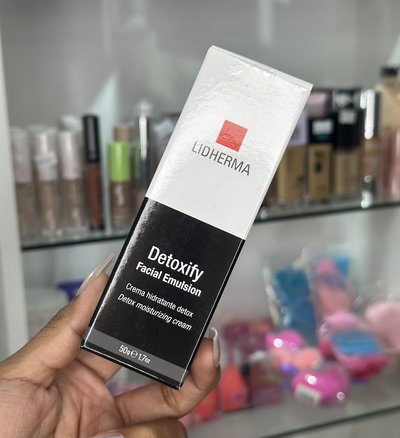 LIDHERMA
Detoxify
Facial Emulsion
Crema hidratante detox
Detox moisturizing cream
50g ℮ 1.7oz